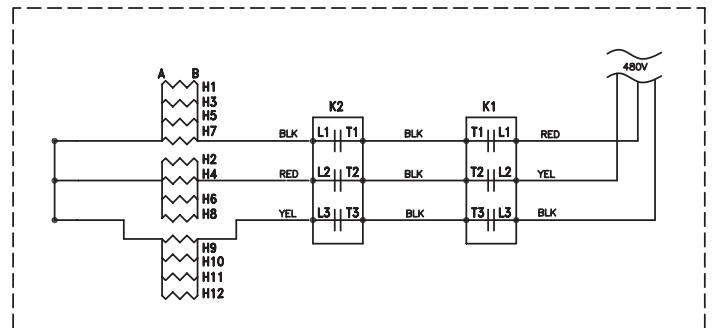 480V
A B
H1
H3
H5
H7
K2
K1
BLK L1 T1 BLK T1 L1 RED
H2
H4
RED L2 T2 BLK T2 L2 YEL
H6
H8
YEL L3 T3 BLK T3 L3 BLK
H9
H10
H11
H12